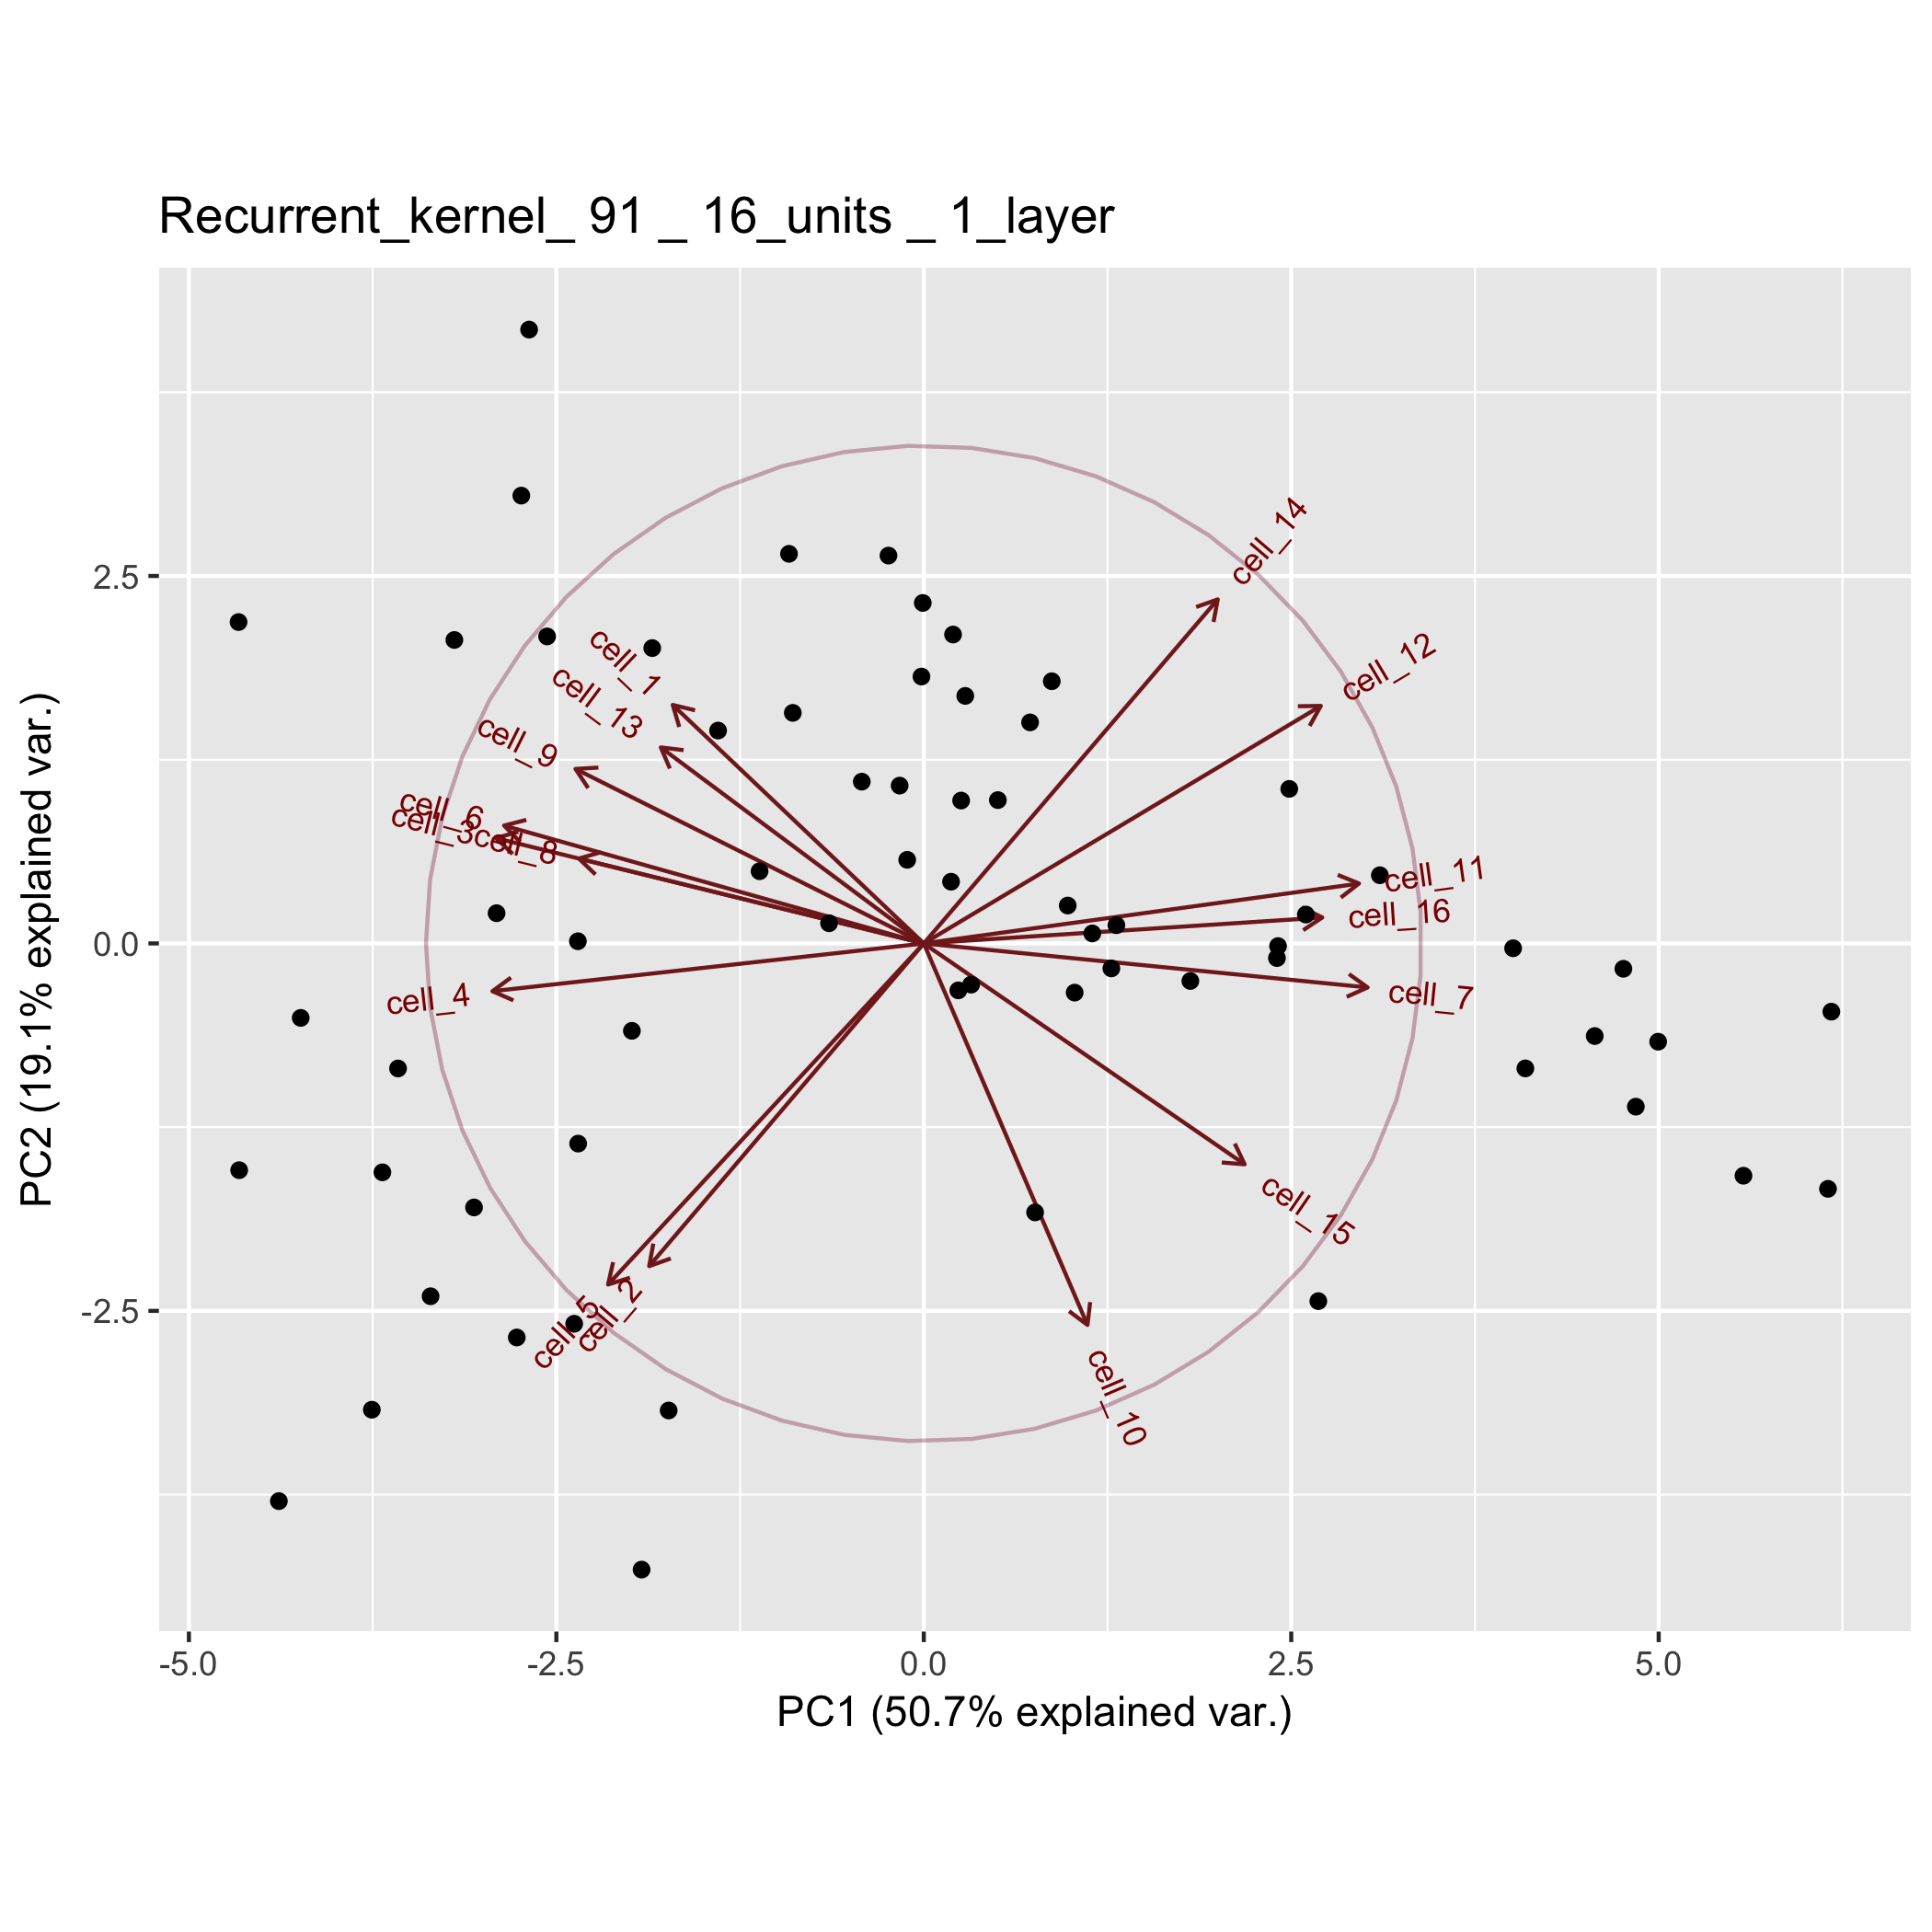 Recurrent_kernel_ 91 _ 16_units _ 1_layer
PC2 (19.1% explained var.)
2.5
0.0
-2.5
cell_14
cell_12
cell_1
cell_13
cell_9
cell_6
cell_3
cell_8
cell_11
cell_16
cell_4
cell_7
cell_15
cell_2
cell_5
cell_10
-5.0
-2.5
0.0
2.5
5.0
PC1 (50.7% explained var.)